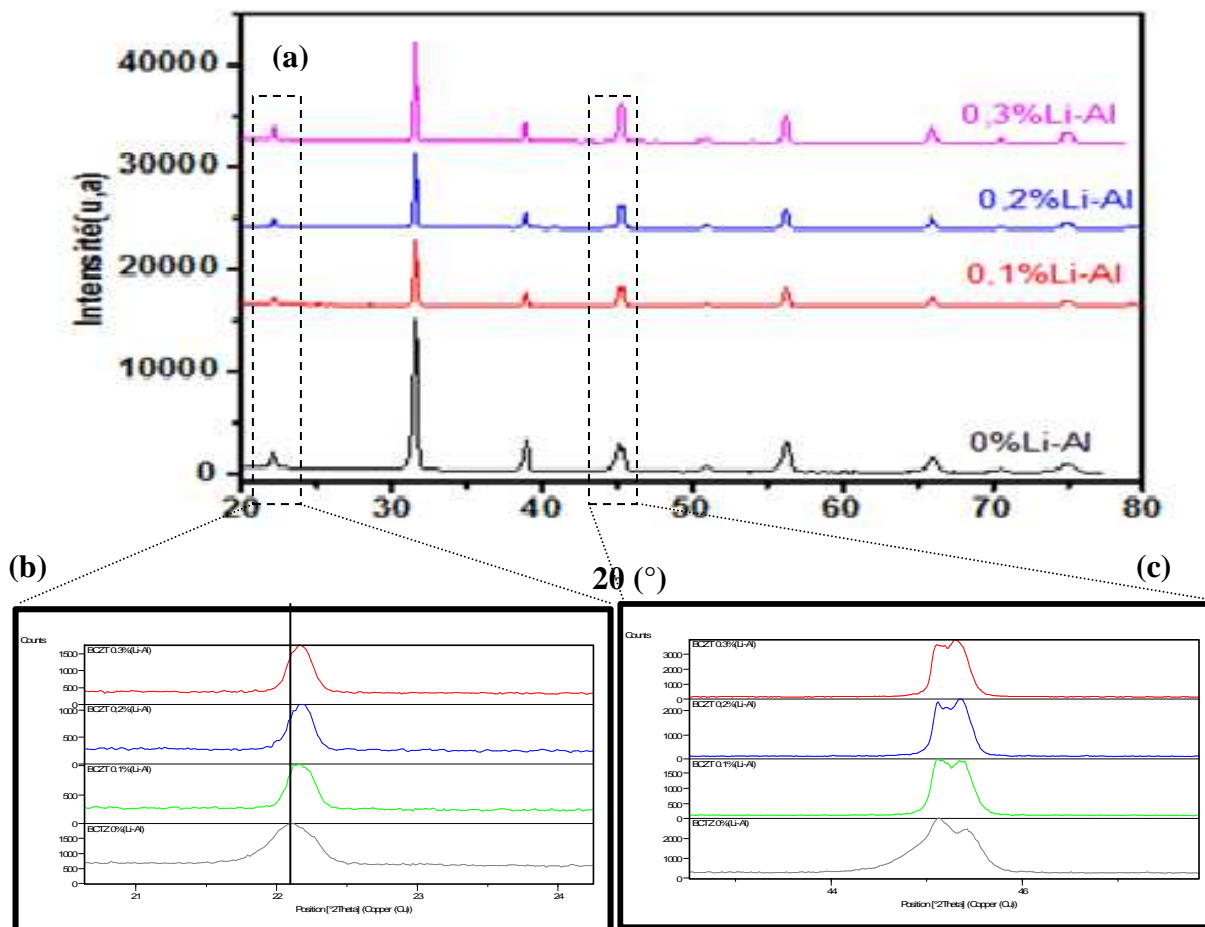 (a)
Intensité(u,a)
40000
30000
20000
10000
0
0,3%Li-Al
0,2%Li-Al
0,1%Li-Al
0%Li-Al
20 30 40 50 60 70 80
2θ (°)
(b)
Counts
BCZT 0.3%(Li-Al)
1500
1000
500
0
BCZT 0,2%(Li-Al)
1000
500
0
BCZT 0.1%(Li-Al)
500
0
BCTZ 0%(Li-Al)
1500
1000
500
0
21 22 23 24
Position [°2Theta] (Copper (Cu))
(c)
Counts
BCZT 0.3%(Li-Al)
3000
2000
1000
0
BCZT 0,2%(Li-Al)
2000
1000
0
BCZT 0.1%(Li-Al)
1500
1000
500
0
BCTZ 0%(Li-Al)
2000
0
44 46
Position [°2Theta] (Copper (Cu))